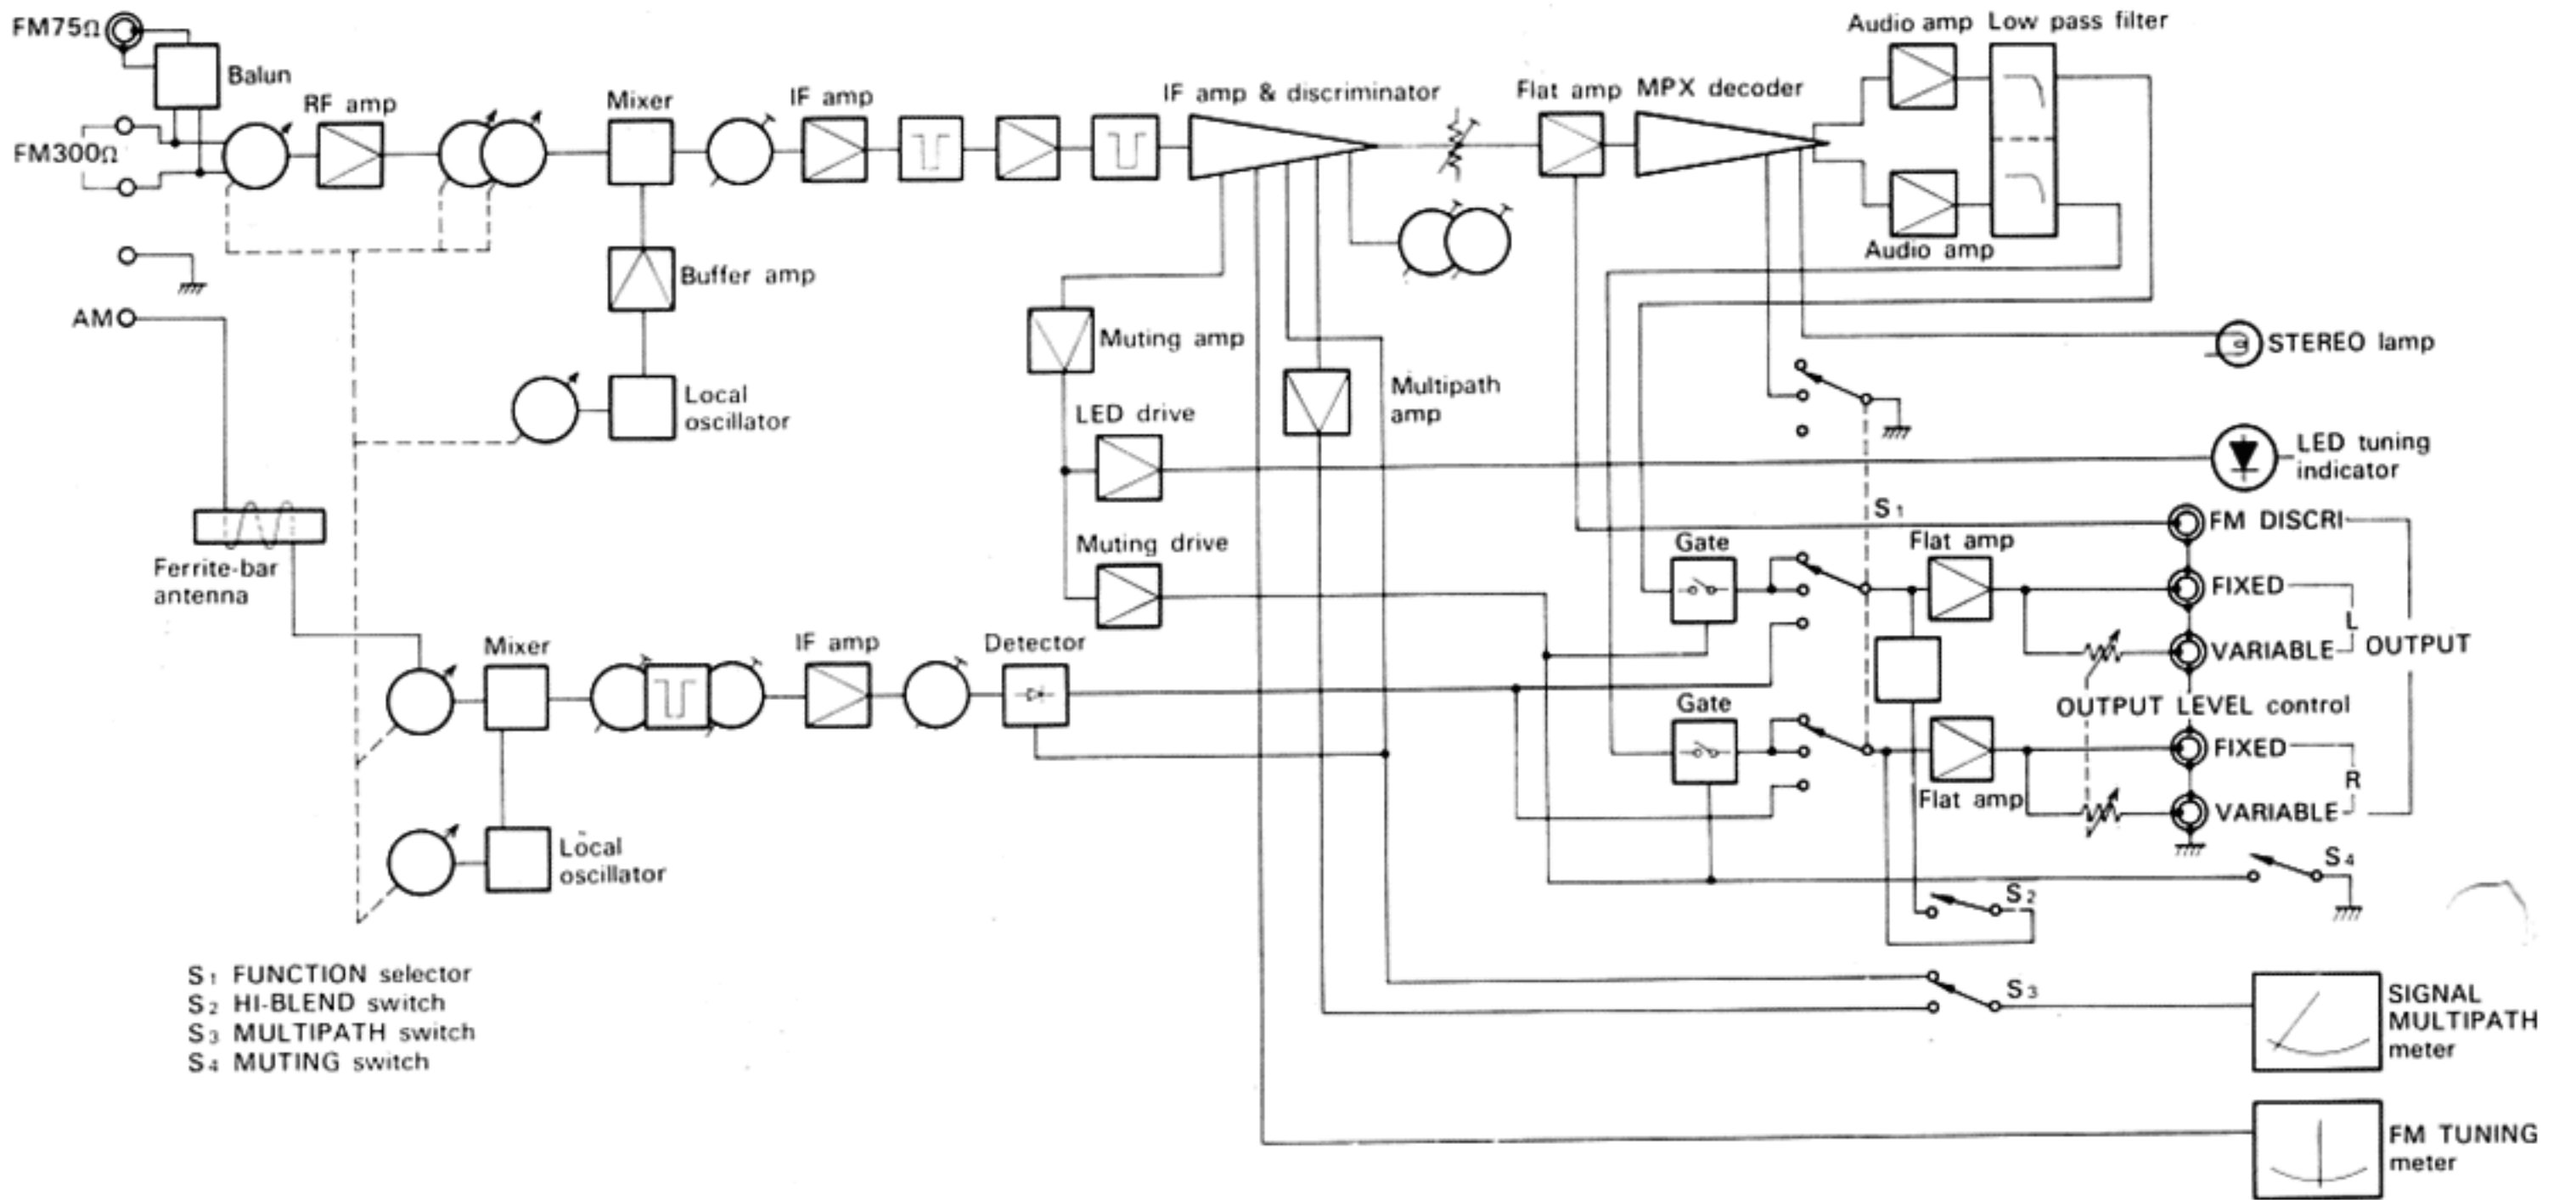 FM75Ω
Balun
FM300Ω
RF amp
Mixer
IF amp
IF amp & discriminator
Flat amp
MPX decoder
Audio amp
Low pass filter
Audio amp
Buffer amp
AM
Local
oscillator
Muting amp
Multipath
amp
LED drive
Muting drive
STEREO lamp
LED tuning
indicator
S1
FM DISCRI
Gate
Flat amp
FIXED
L
VARIABLE
OUTPUT
OUTPUT LEVEL control
Gate
Flat amp
FIXED
R
VARIABLE
Ferrite-bar
antenna
Mixer
IF amp
Detector
Local
oscillator
S4
S2
S3
S1 FUNCTION selector
S2 HI-BLEND switch
S3 MULTIPATH switch
S4 MUTING switch
SIGNAL
MULTIPATH
meter
FM TUNING
meter